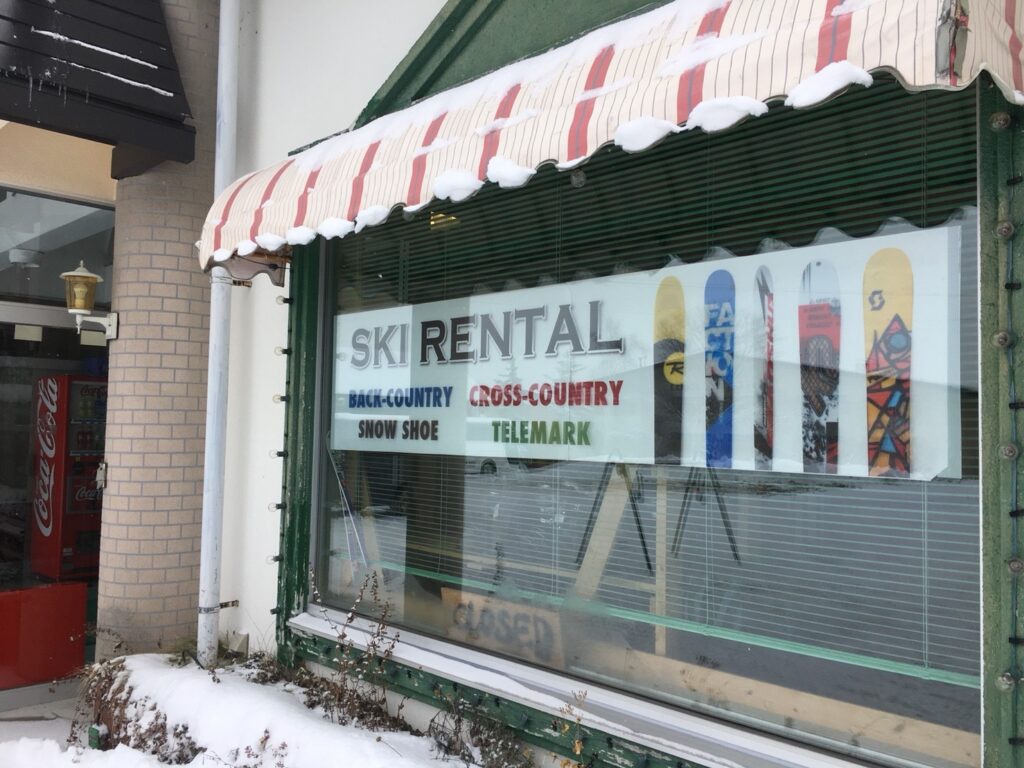 SKI RENTAL
BACK-COUNTRY CROSS-COUNTRY
SNOW SHOE TELEMARK
FACTION
CLOSED
Coca-Cola